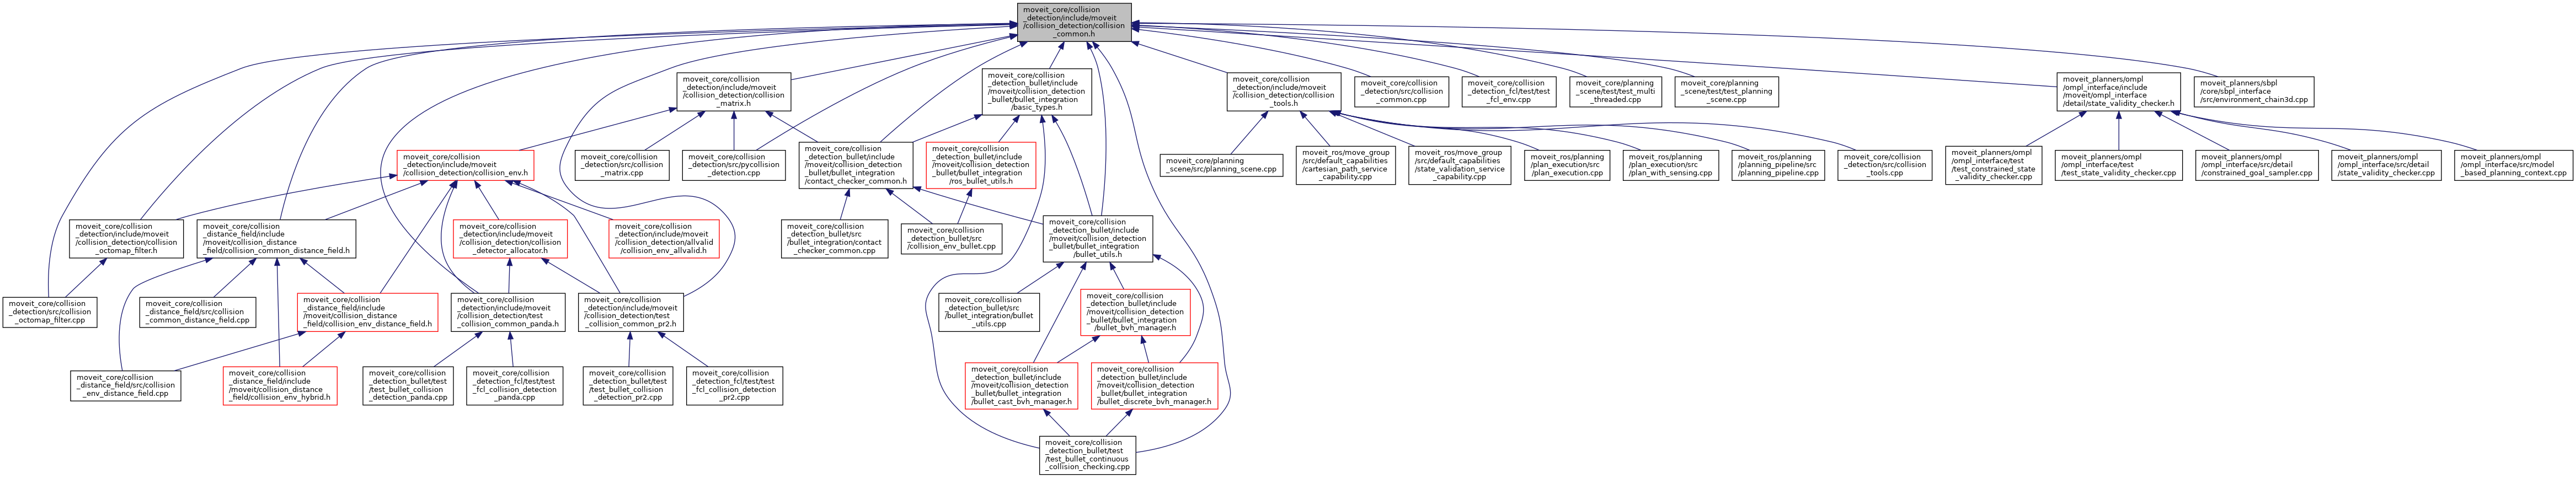 moveit_core/collision
_detection/include/moveit
/collision_detection/collision
_common.h
moveit_core/collision
_detection/include/moveit
/collision_detection/collision
_matrix.h
moveit_core/collision
_detection_bullet/include
/moveit/collision_detection
_bullet/bullet_integration
/basic_types.h
moveit_core/collision
_detection/include/moveit
/collision_detection/collision
_tools.h
moveit_core/collision
_detection/src/collision
_common.cpp
moveit_core/collision
_detection_fcl/test/test
_fcl_env.cpp
moveit_core/planning
_scene/test/test_multi
_threaded.cpp
moveit_core/planning
_scene/test/test_planning
_scene.cpp
moveit_planners/ompl
/ompl_interface/include
/moveit/ompl_interface
/detail/state_validity_checker.h
moveit_planners/sbpl
/core/sbpl_interface
/src/environment_chain3d.cpp
moveit_core/collision
_detection/include/moveit
/collision_detection/collision_env.h
moveit_core/collision
_detection/src/collision
_matrix.cpp
moveit_core/collision
_detection/src/pycollision
_detection.cpp
moveit_core/collision
_detection_bullet/include
/moveit/collision_detection
_bullet/bullet_integration
/contact_checker_common.h
moveit_core/collision
_detection_bullet/include
/moveit/collision_detection
_bullet/bullet_integration
/ros_bullet_utils.h
moveit_core/planning
_scene/src/planning_scene.cpp
moveit_ros/move_group
/src/default_capabilities
/cartesian_path_service
_capability.cpp
moveit_ros/move_group
/src/default_capabilities
/state_validation_service
_capability.cpp
moveit_ros/planning
/plan_execution/src
/plan_execution.cpp
moveit_ros/planning
/plan_execution/src
/plan_with_sensing.cpp
moveit_ros/planning
/planning_pipeline/src
/planning_pipeline.cpp
moveit_core/collision
_detection/src/collision
_tools.cpp
moveit_planners/ompl
/ompl_interface/test
/test_constrained_state
_validity_checker.cpp
moveit_planners/ompl
/ompl_interface/test
/test_state_validity_checker.cpp
moveit_planners/ompl
/ompl_interface/src/detail
/constrained_goal_sampler.cpp
moveit_planners/ompl
/ompl_interface/src/detail
/state_validity_checker.cpp
moveit_planners/ompl
/ompl_interface/src/model
_based_planning_context.cpp
moveit_core/collision
_detection/include/moveit
/collision_detection/collision
_octomap_filter.h
moveit_core/collision
_distance_field/include
/moveit/collision_distance
_field/collision_common_distance_field.h
moveit_core/collision
_detection/include/moveit
/collision_detection/collision
_detector_allocator.h
moveit_core/collision
_detection/include/moveit
/collision_detection/allvalid
/collision_env_allvalid.h
moveit_core/collision
_detection_bullet/src
/bullet_integration/contact
_checker_common.cpp
moveit_core/collision
_detection_bullet/src
/collision_env_bullet.cpp
moveit_core/collision
_detection_bullet/include
/moveit/collision_detection
_bullet/bullet_integration
/bullet_utils.h
moveit_core/collision
_detection/src/collision
_octomap_filter.cpp
moveit_core/collision
_distance_field/src/collision
_common_distance_field.cpp
moveit_core/collision
_distance_field/include
/moveit/collision_distance
_field/collision_env_distance_field.h
moveit_core/collision
_detection/include/moveit
/collision_detection/test
_collision_common_panda.h
moveit_core/collision
_detection/include/moveit
/collision_detection/test
_collision_common_pr2.h
moveit_core/collision
_detection_bullet/src
/bullet_integration/bullet
_utils.cpp
moveit_core/collision
_detection_bullet/include
/moveit/collision_detection
_bullet/bullet_integration
/bullet_bvh_manager.h
moveit_core/collision
_distance_field/src/collision
_env_distance_field.cpp
moveit_core/collision
_distance_field/include
/moveit/collision_distance
_field/collision_env_hybrid.h
moveit_core/collision
_detection_bullet/test
/test_bullet_collision
_detection_panda.cpp
moveit_core/collision
_detection_fcl/test/test
_fcl_collision_detection
_panda.cpp
moveit_core/collision
_detection_bullet/test
/test_bullet_collision
_detection_pr2.cpp
moveit_core/collision
_detection_fcl/test/test
_fcl_collision_detection
_pr2.cpp
moveit_core/collision
_detection_bullet/include
/moveit/collision_detection
_bullet/bullet_integration
/bullet_cast_bvh_manager.h
moveit_core/collision
_detection_bullet/include
/moveit/collision_detection
_bullet/bullet_integration
/bullet_discrete_bvh_manager.h
moveit_core/collision
_detection_bullet/test
/test_bullet_continuous
_collision_checking.cpp